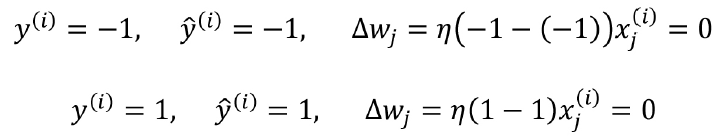 y^{(i)} = −1,  ŷ^{(i)} = −1,  Δw_j = η(−1 − (−1))x_j^{(i)} = 0
y^{(i)} = 1,  ŷ^{(i)} = 1,  Δw_j = η(1 − 1)x_j^{(i)} = 0